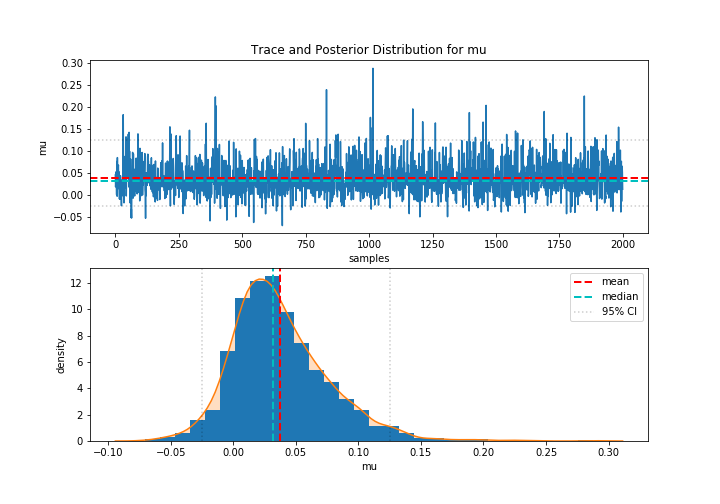 Trace and Posterior Distribution for mu
0.30
0.25
0.20
0.15
0.10
0.05
0.00
−0.05
mu
0 250 500 750 1000 1250 1500 1750 2000
samples
12
10
8
6
4
2
0
density
mean
median
95% CI
−0.10 −0.05 0.00 0.05 0.10 0.15 0.20 0.25 0.30
mu